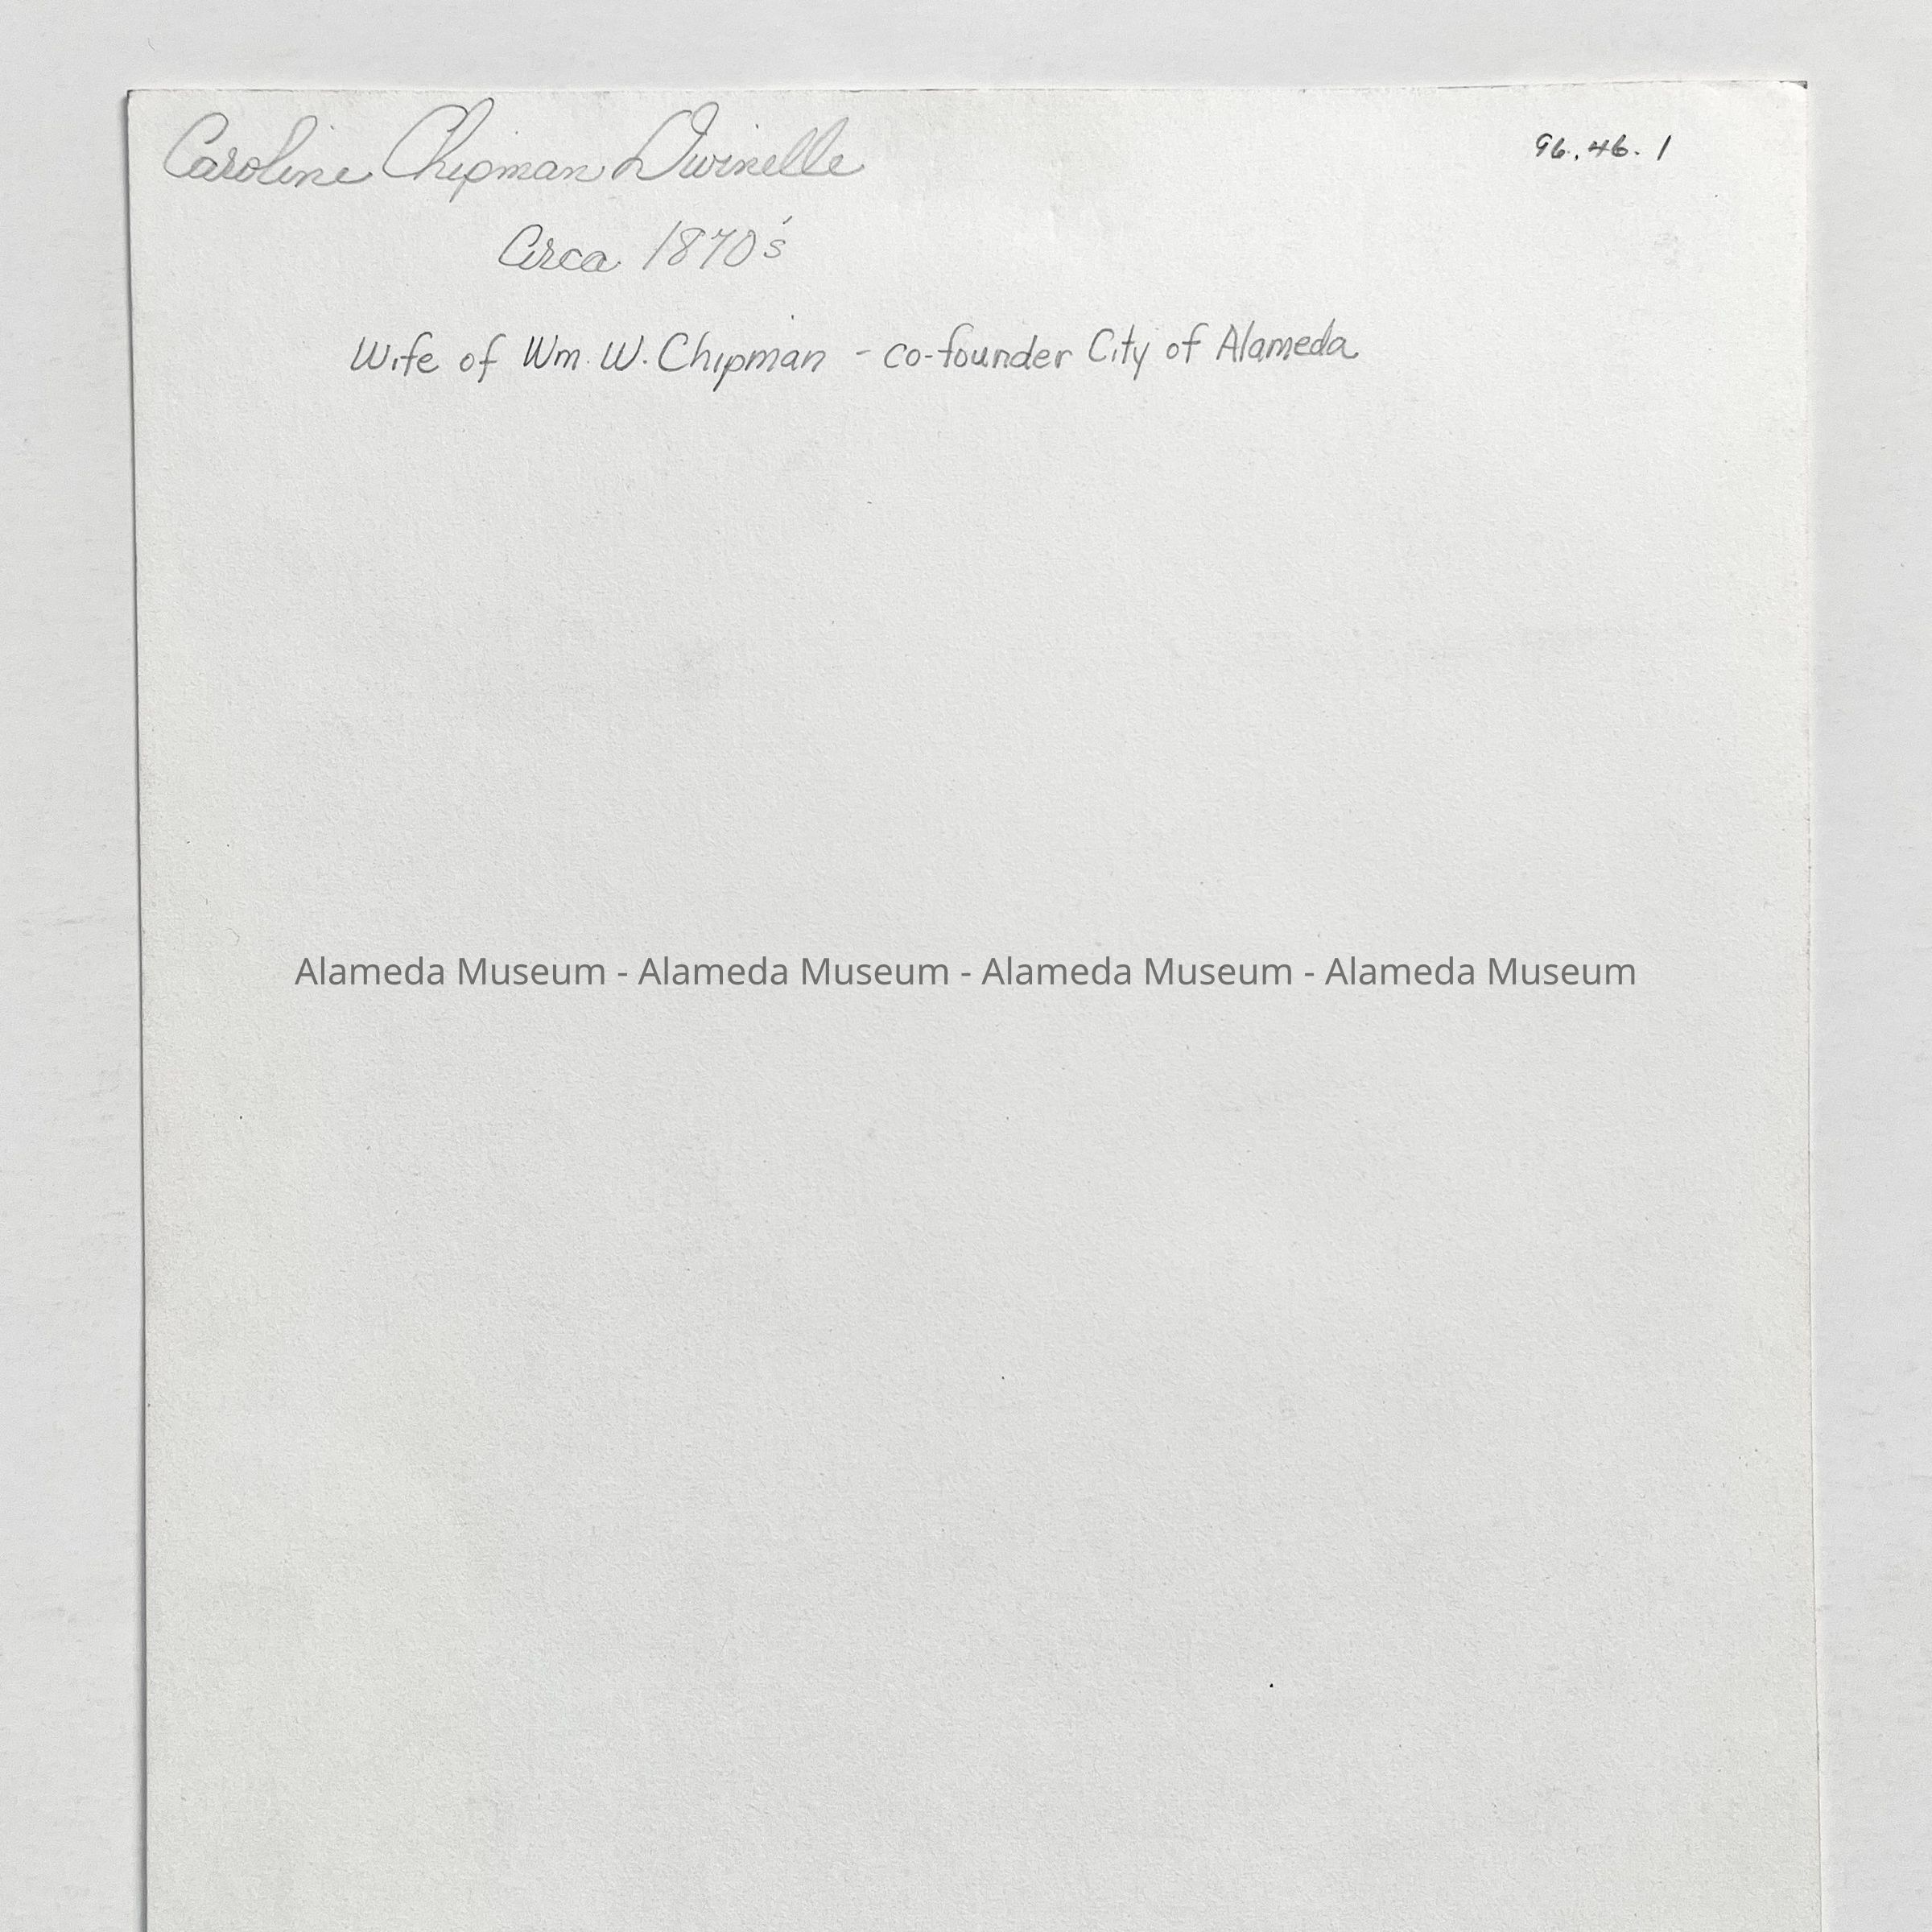 Caroline Chipman Dwinelle
96.46.1
Circa 1870's
Wife of Wm. W. Chipman - co-founder City of Alameda
Alameda Museum - Alameda Museum - Alameda Museum - Alameda Museum